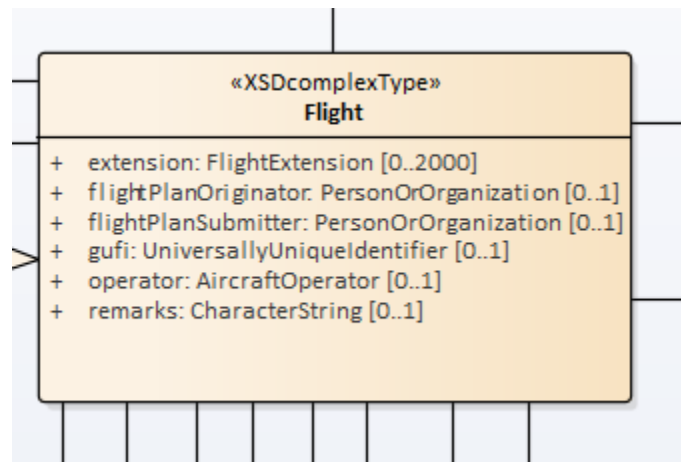 «XSDcomplexType»
Flight
+ extension: FlightExtension [0..2000]
+ flightPlanOriginator: PersonOrOrganization [0..1]
+ flightPlanSubmitter: PersonOrOrganization [0..1]
+ gufi: UniversallyUniqueIdentifier [0..1]
+ operator: AircraftOperator [0..1]
+ remarks: CharacterString [0..1]